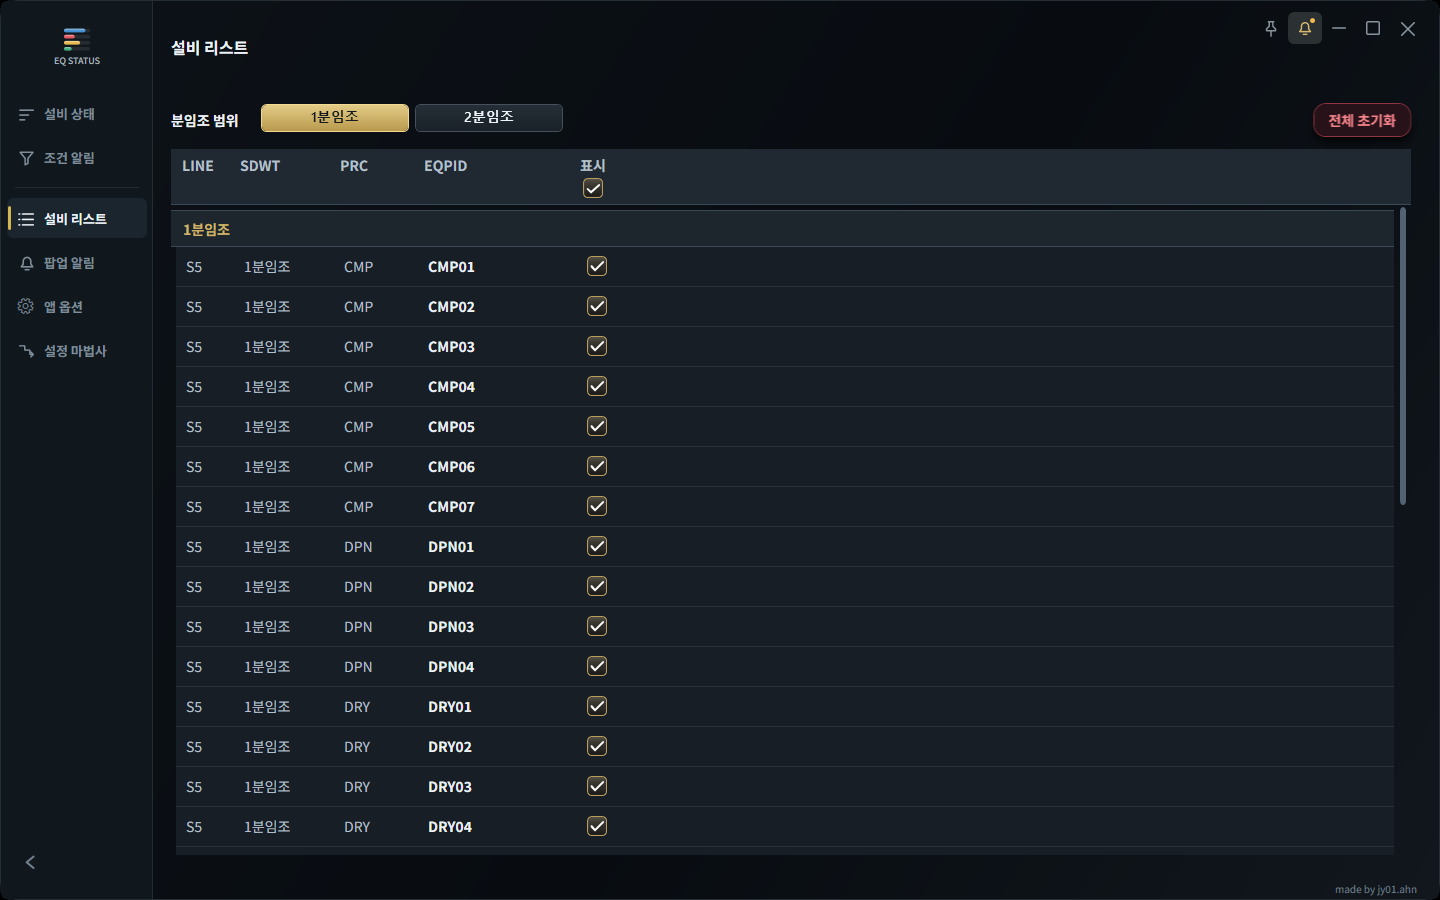 EQ STATUS
설비 상태
조건 알림
설비 리스트
팝업 알림
앱 옵션
설정 마법사
설비 리스트
분임조 범위 1분임조 2분임조 전체 초기화
LINE SDWT PRC EQPID 표시
1분임조
S5 1분임조 CMP CMP01
S5 1분임조 CMP CMP02
S5 1분임조 CMP CMP03
S5 1분임조 CMP CMP04
S5 1분임조 CMP CMP05
S5 1분임조 CMP CMP06
S5 1분임조 CMP CMP07
S5 1분임조 DPN DPN01
S5 1분임조 DPN DPN02
S5 1분임조 DPN DPN03
S5 1분임조 DPN DPN04
S5 1분임조 DRY DRY01
S5 1분임조 DRY DRY02
S5 1분임조 DRY DRY03
S5 1분임조 DRY DRY04
made by jy01.ahn